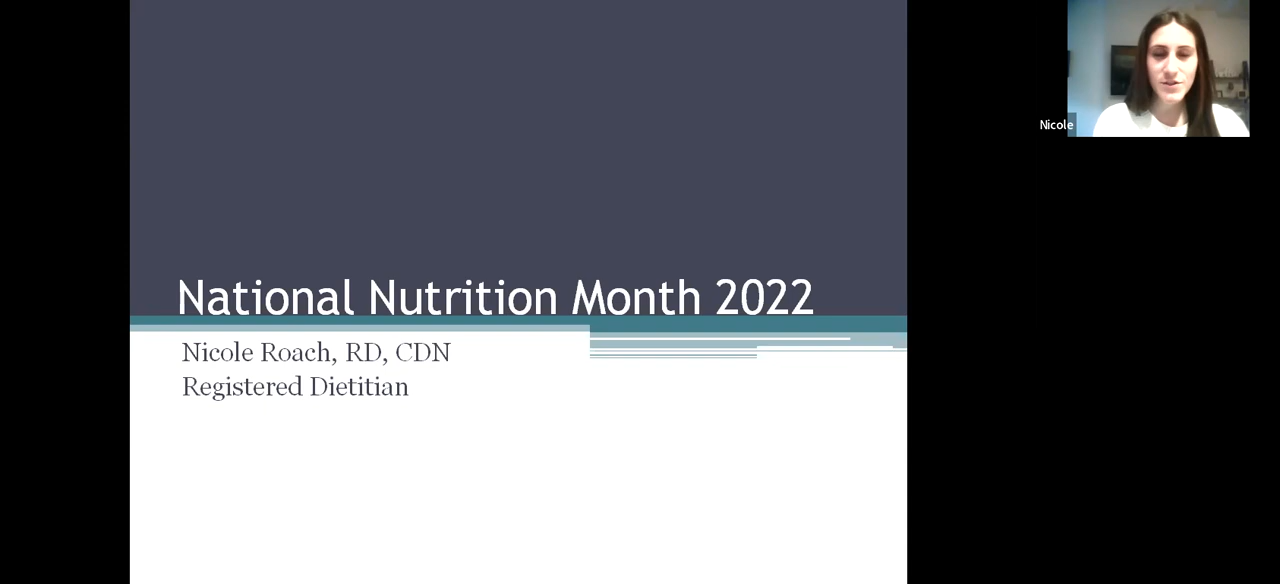 National Nutrition Month 2022
Nicole Roach, RD, CDN
Registered Dietitian
Nicole